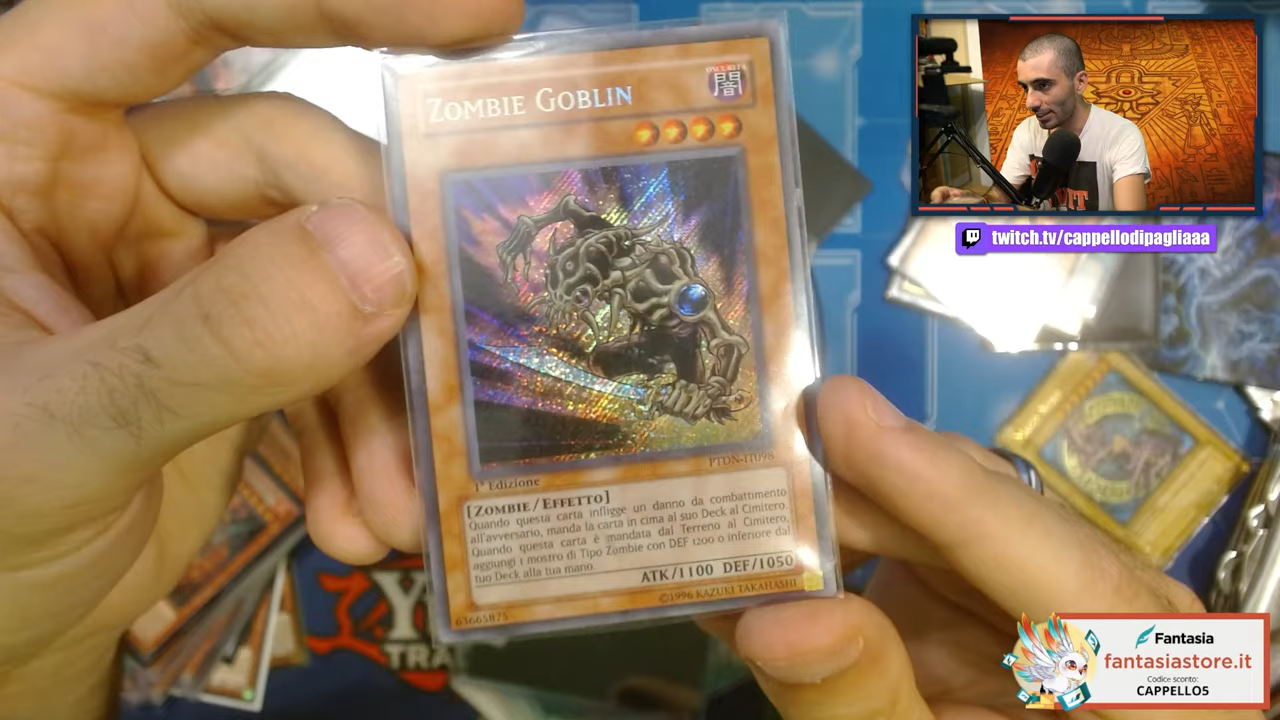 ZOMBIE GOBLIN
OSCURITÀ
闇
PTDN-IT098
1ª Edizione
[ZOMBIE/EFFETTO]
Quando questa carta infligge un danno da combattimento
all'avversario, manda la carta in cima al suo Deck al Cimitero.
Quando questa carta è mandata dal Terreno al Cimitero,
aggiungi 1 mostro di Tipo Zombie con DEF 1200 o inferiore dal
tuo Deck alla tua mano.
ATK/1100 DEF/1050
63665875
©1996 KAZUKI TAKAHASHI
twitch.tv/cappellodipagliaaa
TRA
Fantasia
fantasiastore.it
Codice sconto:
CAPPELLO5